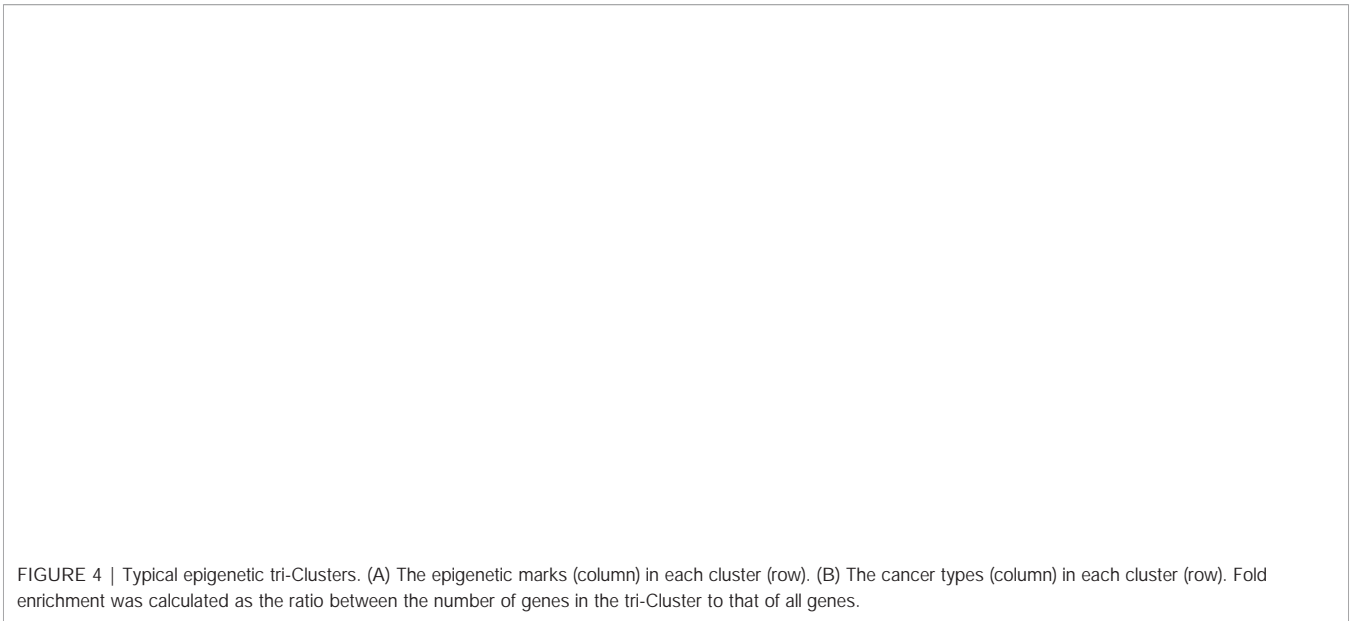 FIGURE 4 | Typical epigenetic tri-Clusters. (A) The epigenetic marks (column) in each cluster (row). (B) The cancer types (column) in each cluster (row). Fold
enrichment was calculated as the ratio between the number of genes in the tri-Cluster to that of all genes.